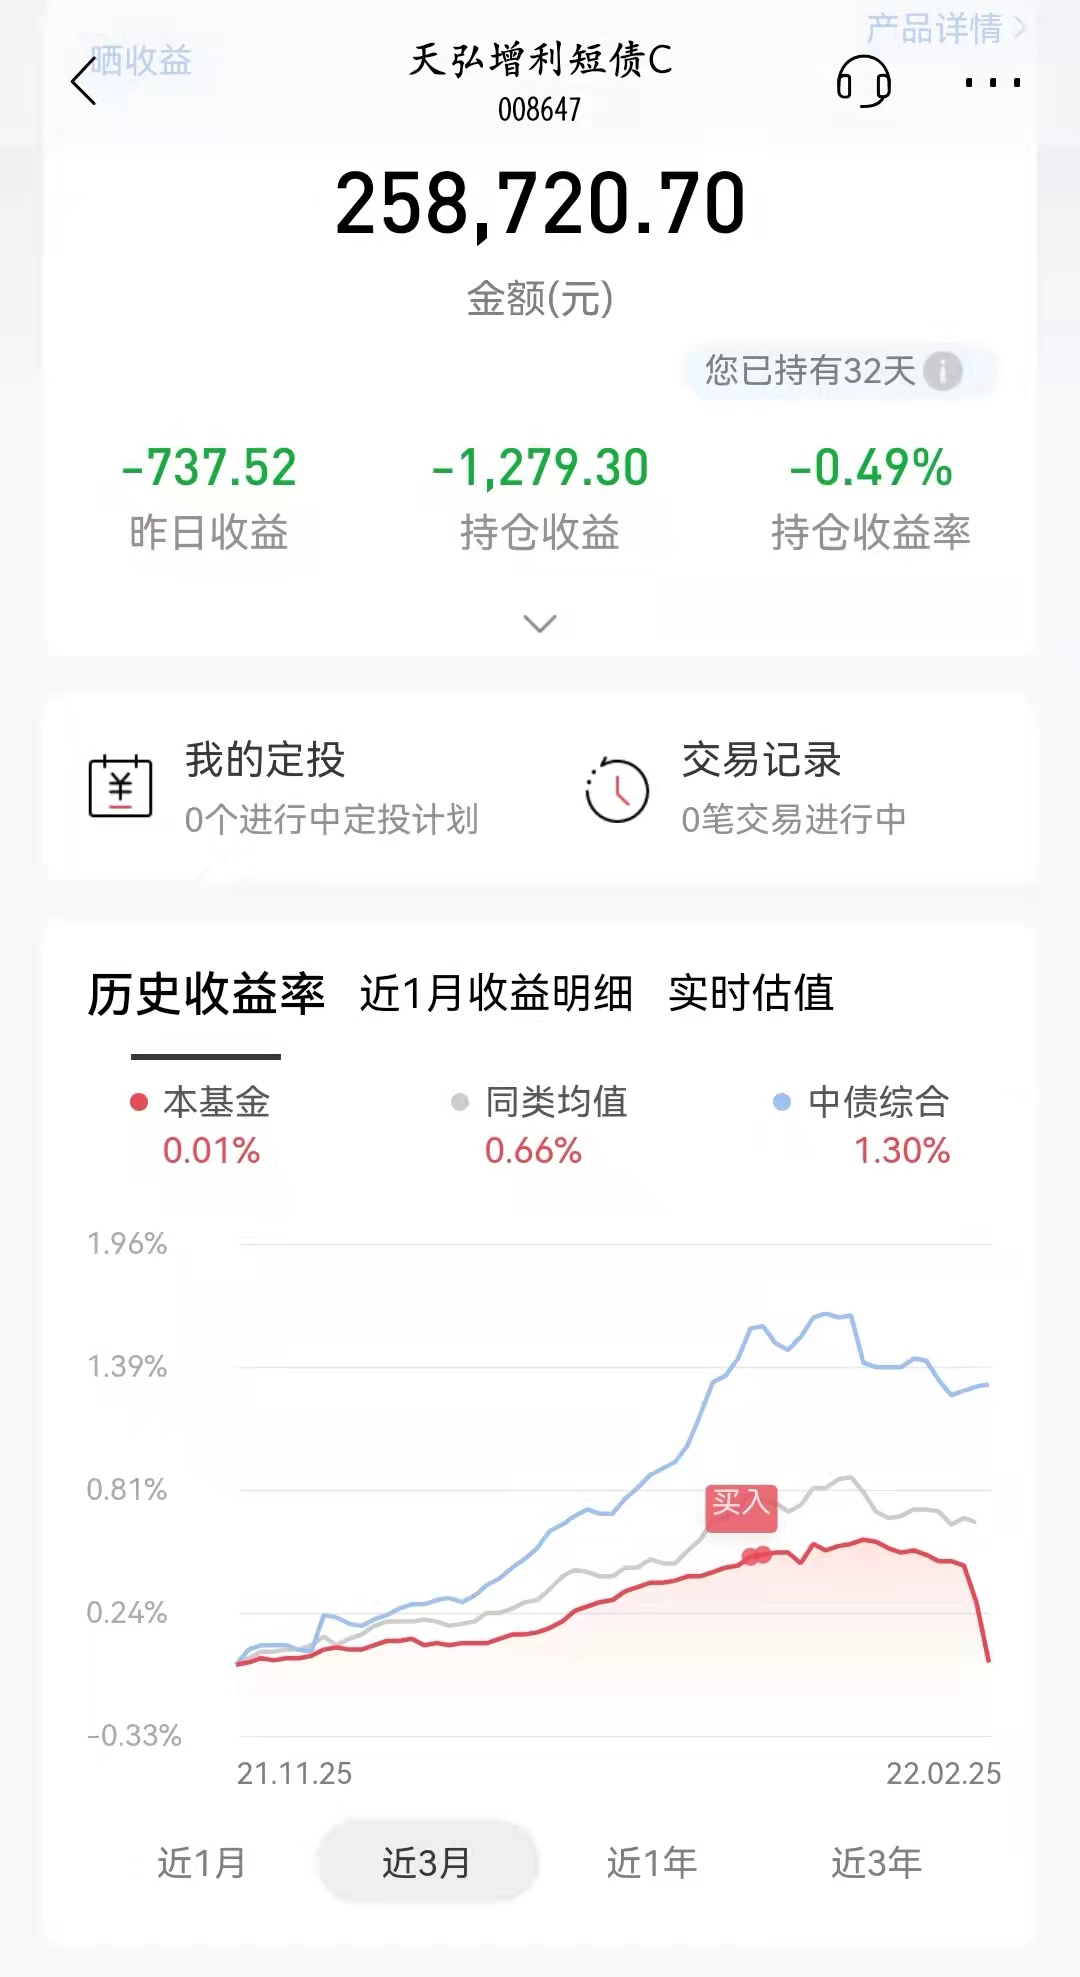 产品详情
晒收益
天弘增利短债C
008647
258,720.70
金额(元)
您已持有32天
-737.52 -1,279.30 -0.49%
昨日收益 持仓收益 持仓收益率
我的定投 交易记录
0个进行中定投计划 0笔交易进行中
历史收益率 近1月收益明细 实时估值
本基金 同类均值 中债综合
0.01% 0.66% 1.30%
1.96%
1.39%
0.81%
买入
0.24%
-0.33%
21.11.25 22.02.25
近1月 近3月 近1年 近3年